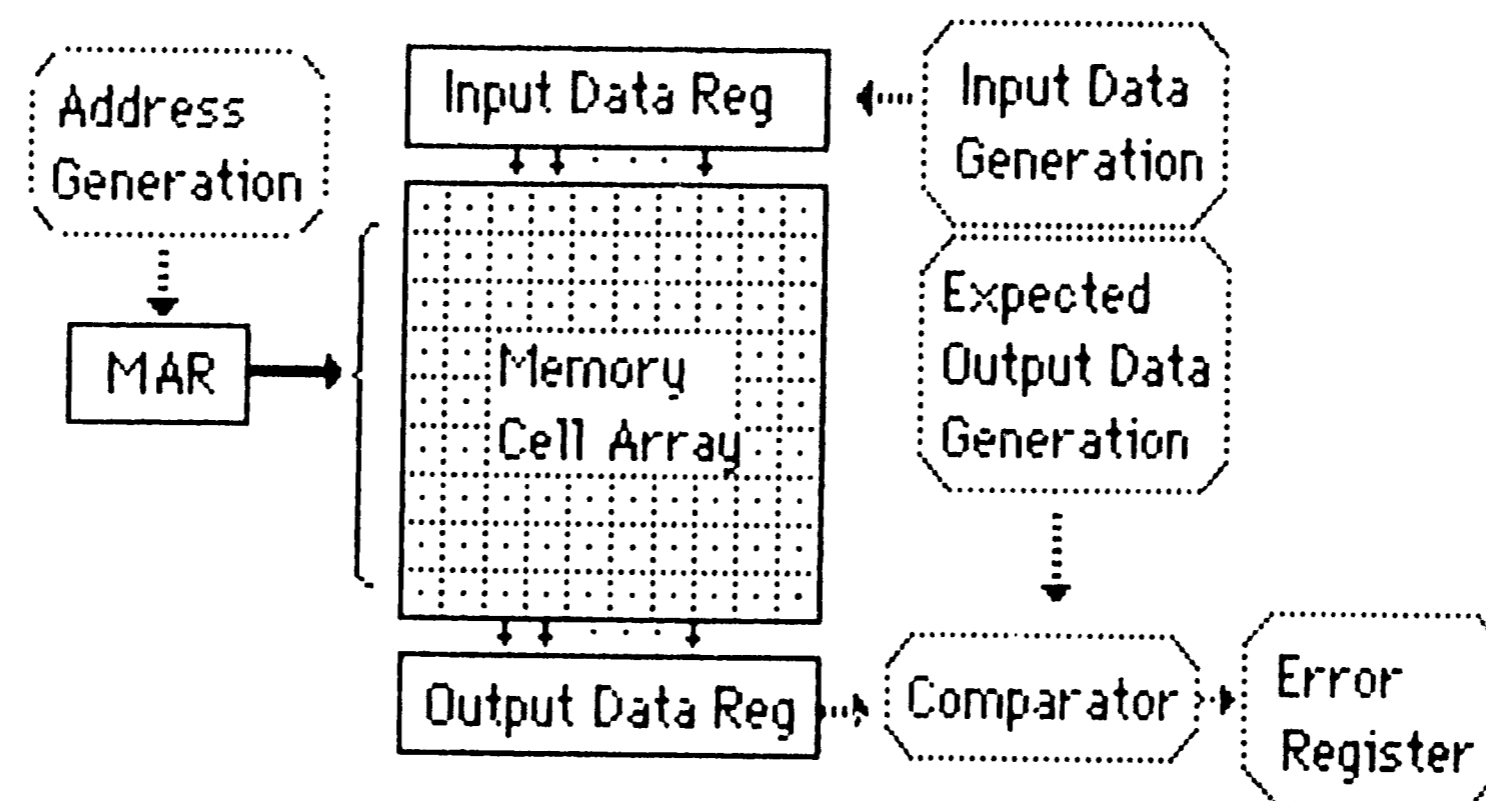 Address
Generation
Input Data Reg
Input Data
Generation
MAR
Memory
Cell Array
Expected
Output Data
Generation
Output Data Reg
Comparator
Error
Register